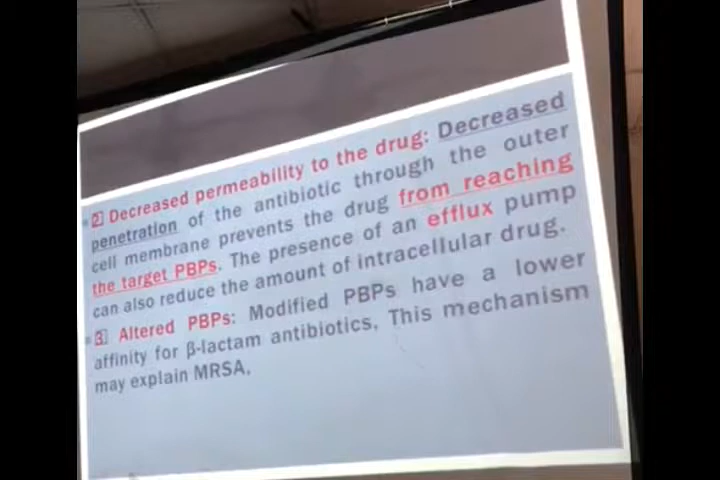 2 Decreased permeability to the drug: Decreased
penetration of the antibiotic through the outer
cell membrane prevents the drug from reaching
the target PBPs. The presence of an efflux pump
can also reduce the amount of intracellular drug.
3 Altered PBPs: Modified PBPs have a lower
affinity for β-lactam antibiotics, This mechanism
may explain MRSA.